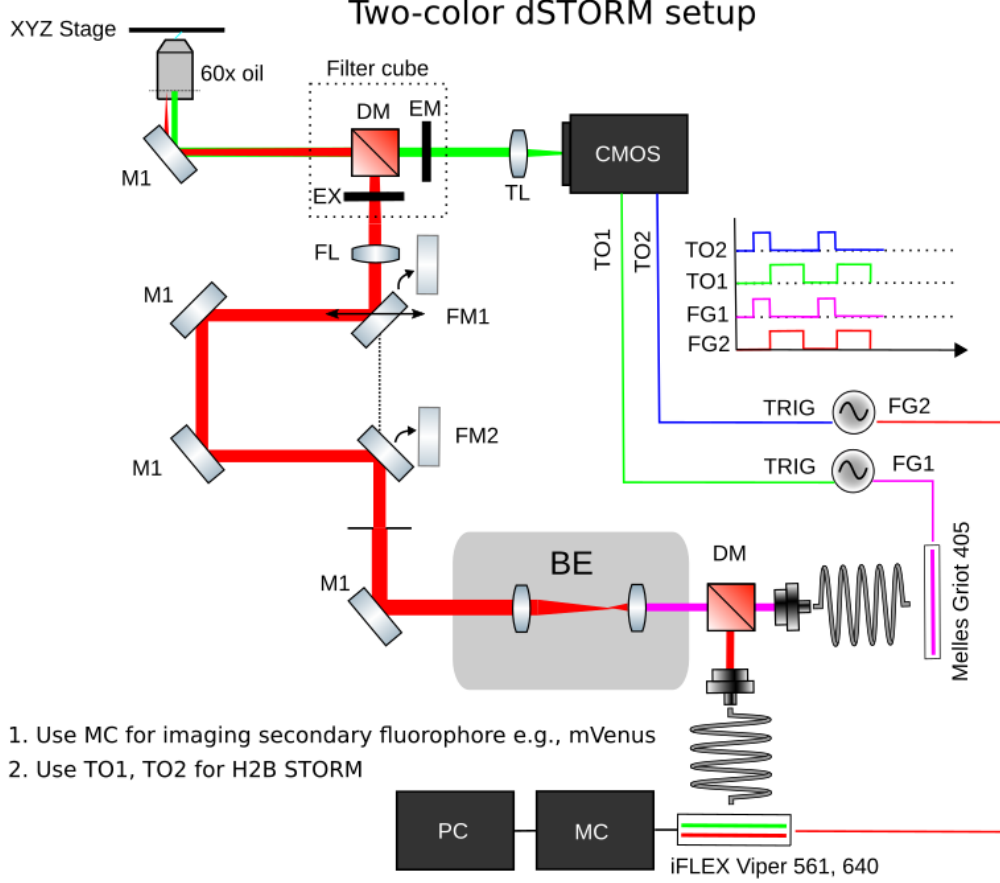 Two-color dSTORM setup
XYZ Stage
60x oil
Filter cube
DM
EM
M1
EX
TL
CMOS
FL
TO1
TO2
M1
FM1
TO2
TO1
FG1
FG2
M1
FM2
TRIG
FG2
TRIG
FG1
BE
DM
M1
Melles Griot 405
1. Use MC for imaging secondary fluorophore e.g., mVenus
2. Use TO1, TO2 for H2B STORM
PC
MC
iFLEX Viper 561, 640